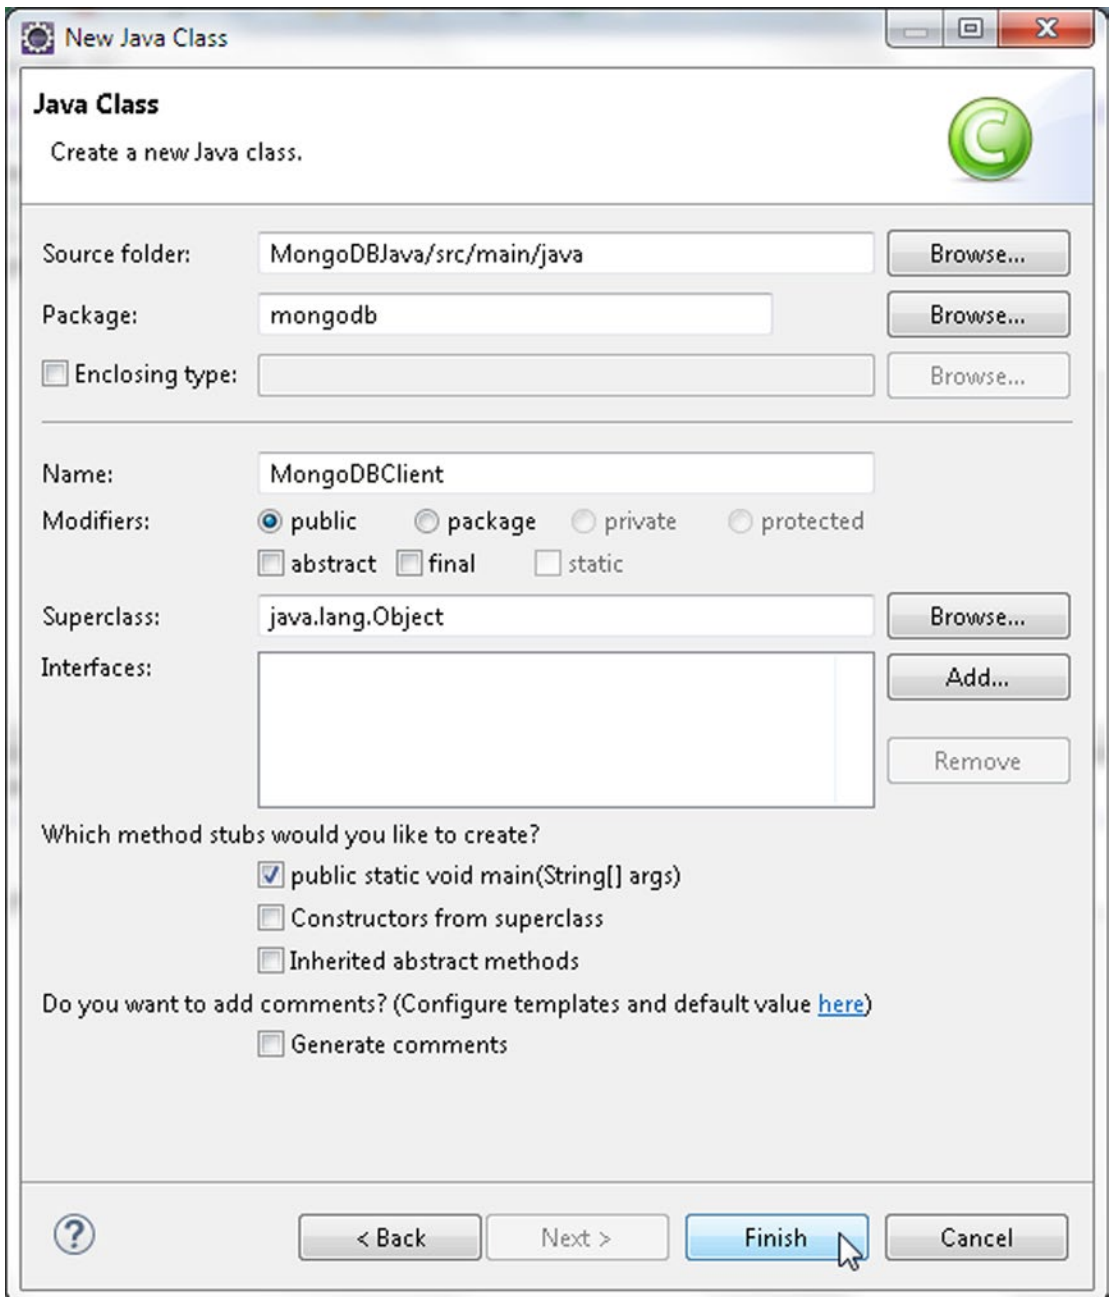 New Java Class
Java Class
Create a new Java class.
Source folder: MongoDBJava/src/main/java Browse...
Package: mongodb Browse...
Enclosing type: Browse...
Name: MongoDBClient
Modifiers: public package private protected
abstract final static
Superclass: java.lang.Object Browse...
Interfaces: Add...
Remove
Which method stubs would you like to create?
public static void main(String[] args)
Constructors from superclass
Inherited abstract methods
Do you want to add comments? (Configure templates and default value here)
Generate comments
? < Back Next > Finish Cancel